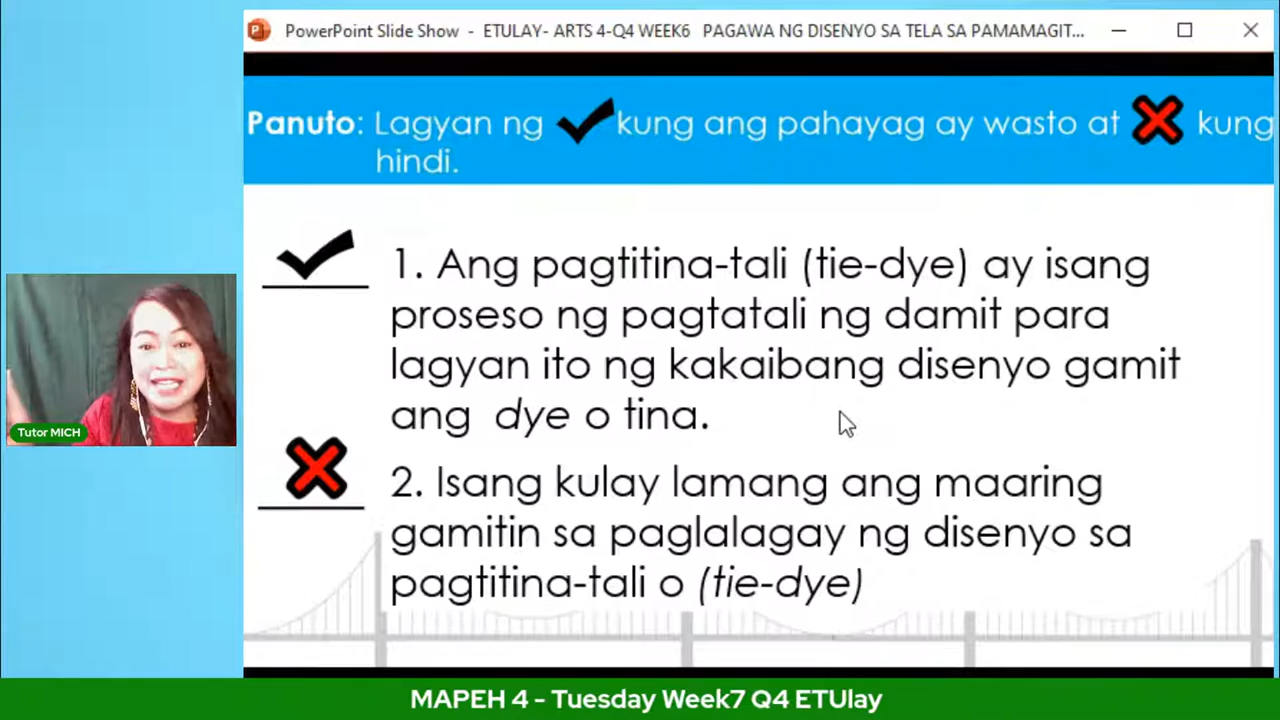 PowerPoint Slide Show - ETULAY- ARTS 4-Q4 WEEK6 PAGAWA NG DISENYO SA TELA SA PAMAMAGIT...
Panuto: Lagyan ng ✔ kung ang pahayag ay wasto at ❌ kung
hindi.
1. Ang pagtitina-tali (tie-dye) ay isang
proseso ng pagtatali ng damit para
lagyan ito ng kakaibang disenyo gamit
ang dye o tina.
2. Isang kulay lamang ang maaring
gamitin sa paglalagay ng disenyo sa
pagtitina-tali o (tie-dye)
Tutor MICH
MAPEH 4 - Tuesday Week7 Q4 ETUlay